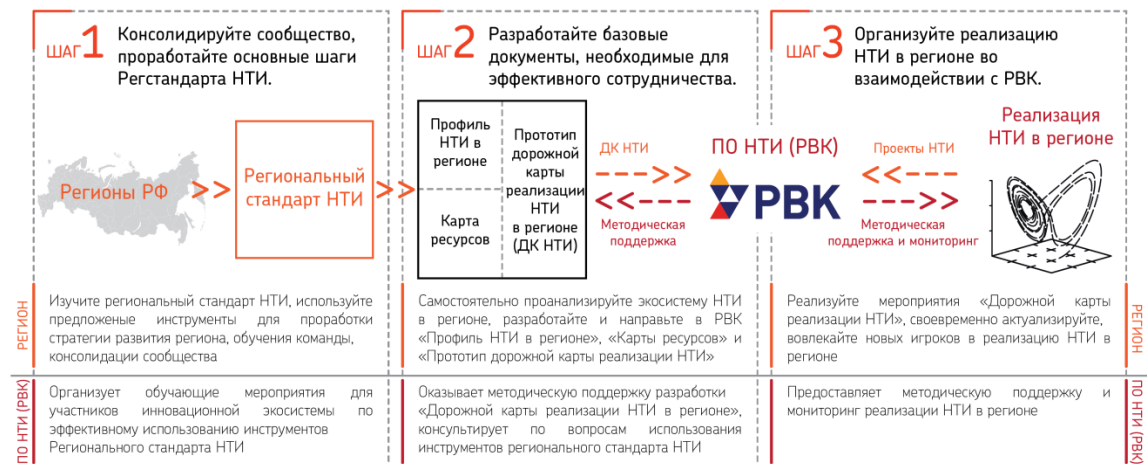 ШАГ 1 Консолидируйте сообщество,
проработайте основные шаги
Регстандарта НТИ.
Регионы РФ
Региональный
стандарт НТИ
РЕГИОН
Изучите региональный стандарт НТИ, используйте
предложеные инструменты для проработки
стратегии развития региона, обучения команды,
консолидации сообщества
ПО НТИ (РВК)
Организует обучающие мероприятия для
участников инновационной экосистемы по
эффективному использованию инструментов
Регионального стандарта НТИ
ШАГ 2 Разработайте базовые
документы, необходимые для
эффективного сотрудничества.
Профиль
НТИ в
регионе
Карта
ресурсов
Прототип
дорожной
карты
реализации
НТИ
в регионе
(ДК НТИ)
ДК НТИ
Методическая
поддержка
ПО НТИ (РВК)
РВК
Самостоятельно проанализируйте экосистему НТИ
в регионе, разработайте и направьте в РВК
«Профиль НТИ в регионе», «Карты ресурсов» и
«Прототип дорожной карты реализации НТИ»
Оказывает методическую поддержку разработки
«Дорожной карты реализации НТИ в регионе»,
консультирует по вопросам использования
инструментов регионального стандарта НТИ
ШАГ 3 Организуйте реализацию
НТИ в регионе во
взаимодействии с РВК.
Проекты НТИ
Методическая
поддержка и мониторинг
Реализация
НТИ в регионе
Реализуйте мероприятия «Дорожной карты
реализации НТИ», своевременно актуализируйте,
вовлекайте новых игроков в реализацию НТИ в
регионе
РЕГИОН
Предоставляет методическую поддержку и
мониторинг реализации НТИ в регионе
ПО НТИ (РВК)